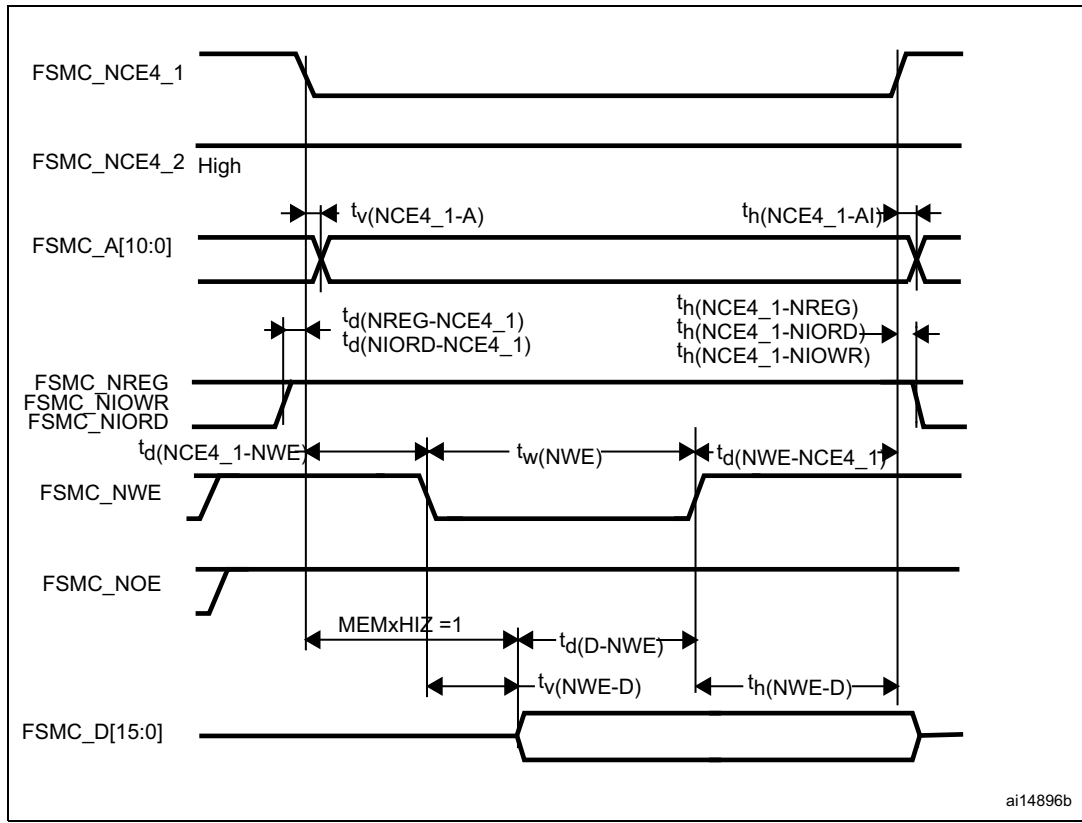 FSMC_NCE4_1
FSMC_NCE4_2 High
tv(NCE4_1-A)
th(NCE4_1-AI)
FSMC_A[10:0]
td(NREG-NCE4_1)
td(NIORD-NCE4_1)
th(NCE4_1-NREG)
th(NCE4_1-NIORD)
th(NCE4_1-NIOWR)
FSMC_NREG
FSMC_NIOWR
FSMC_NIORD
td(NCE4_1-NWE) tw(NWE) td(NWE-NCE4_1)
FSMC_NWE
FSMC_NOE
MEMxHIZ =1
td(D-NWE)
tv(NWE-D) th(NWE-D)
FSMC_D[15:0]
ai14896b